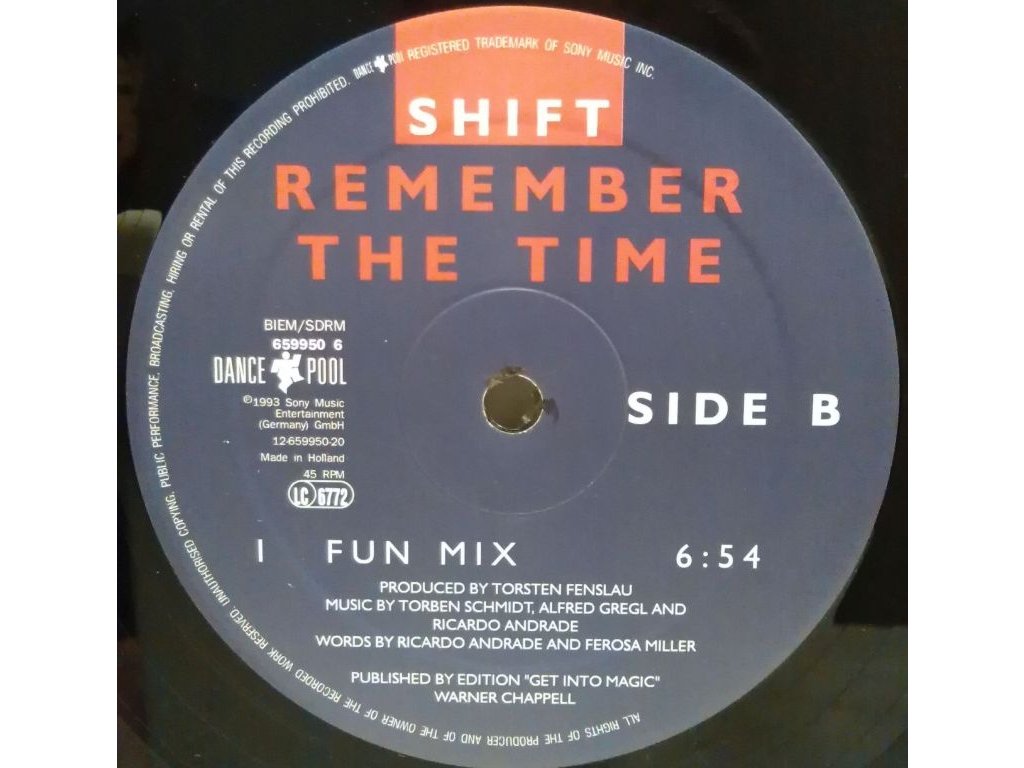 ALL RIGHTS OF THE PRODUCER AND OF THE OWNER OF THE RECORDED WORK RESERVED. UNAUTHORISED COPYING, PUBLIC PERFORMANCE, BROADCASTING, HIRING OR RENTAL OF THIS RECORDING PROHIBITED. DANCE POOL REGISTERED TRADEMARK OF SONY MUSIC INC.
SHIFT
REMEMBER
THE TIME
BIEM/SDRM
659950 6
DANCE POOL
℗1993 Sony Music
Entertainment
(Germany) GmbH
12-659950-20
Made in Holland
45 RPM
LC 6772
SIDE B
1 FUN MIX 6:54
PRODUCED BY TORSTEN FENSLAU
MUSIC BY TORBEN SCHMIDT, ALFRED GREGL AND
RICARDO ANDRADE
WORDS BY RICARDO ANDRADE AND FEROSA MILLER
PUBLISHED BY EDITION "GET INTO MAGIC"
WARNER CHAPPELL